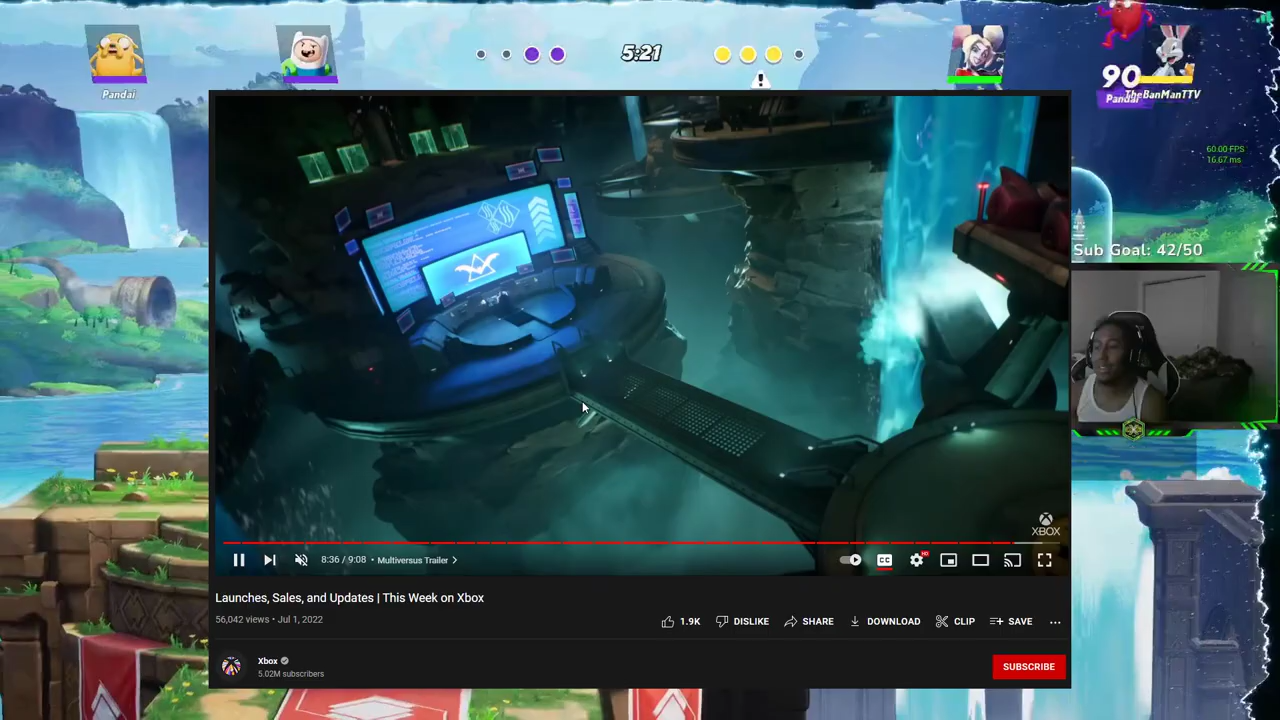 5:21
90
Pandai
Pandai
TheBanManTTV
60.00 FPS
16.67 ms
Sub Goal: 42/50
XBOX
8:36 / 9:08 • Multiversus Trailer
CC
HD
Launches, Sales, and Updates | This Week on Xbox
56,042 views • Jul 1, 2022
1.9K DISLIKE SHARE DOWNLOAD CLIP SAVE
Xbox
5.02M subscribers
SUBSCRIBE